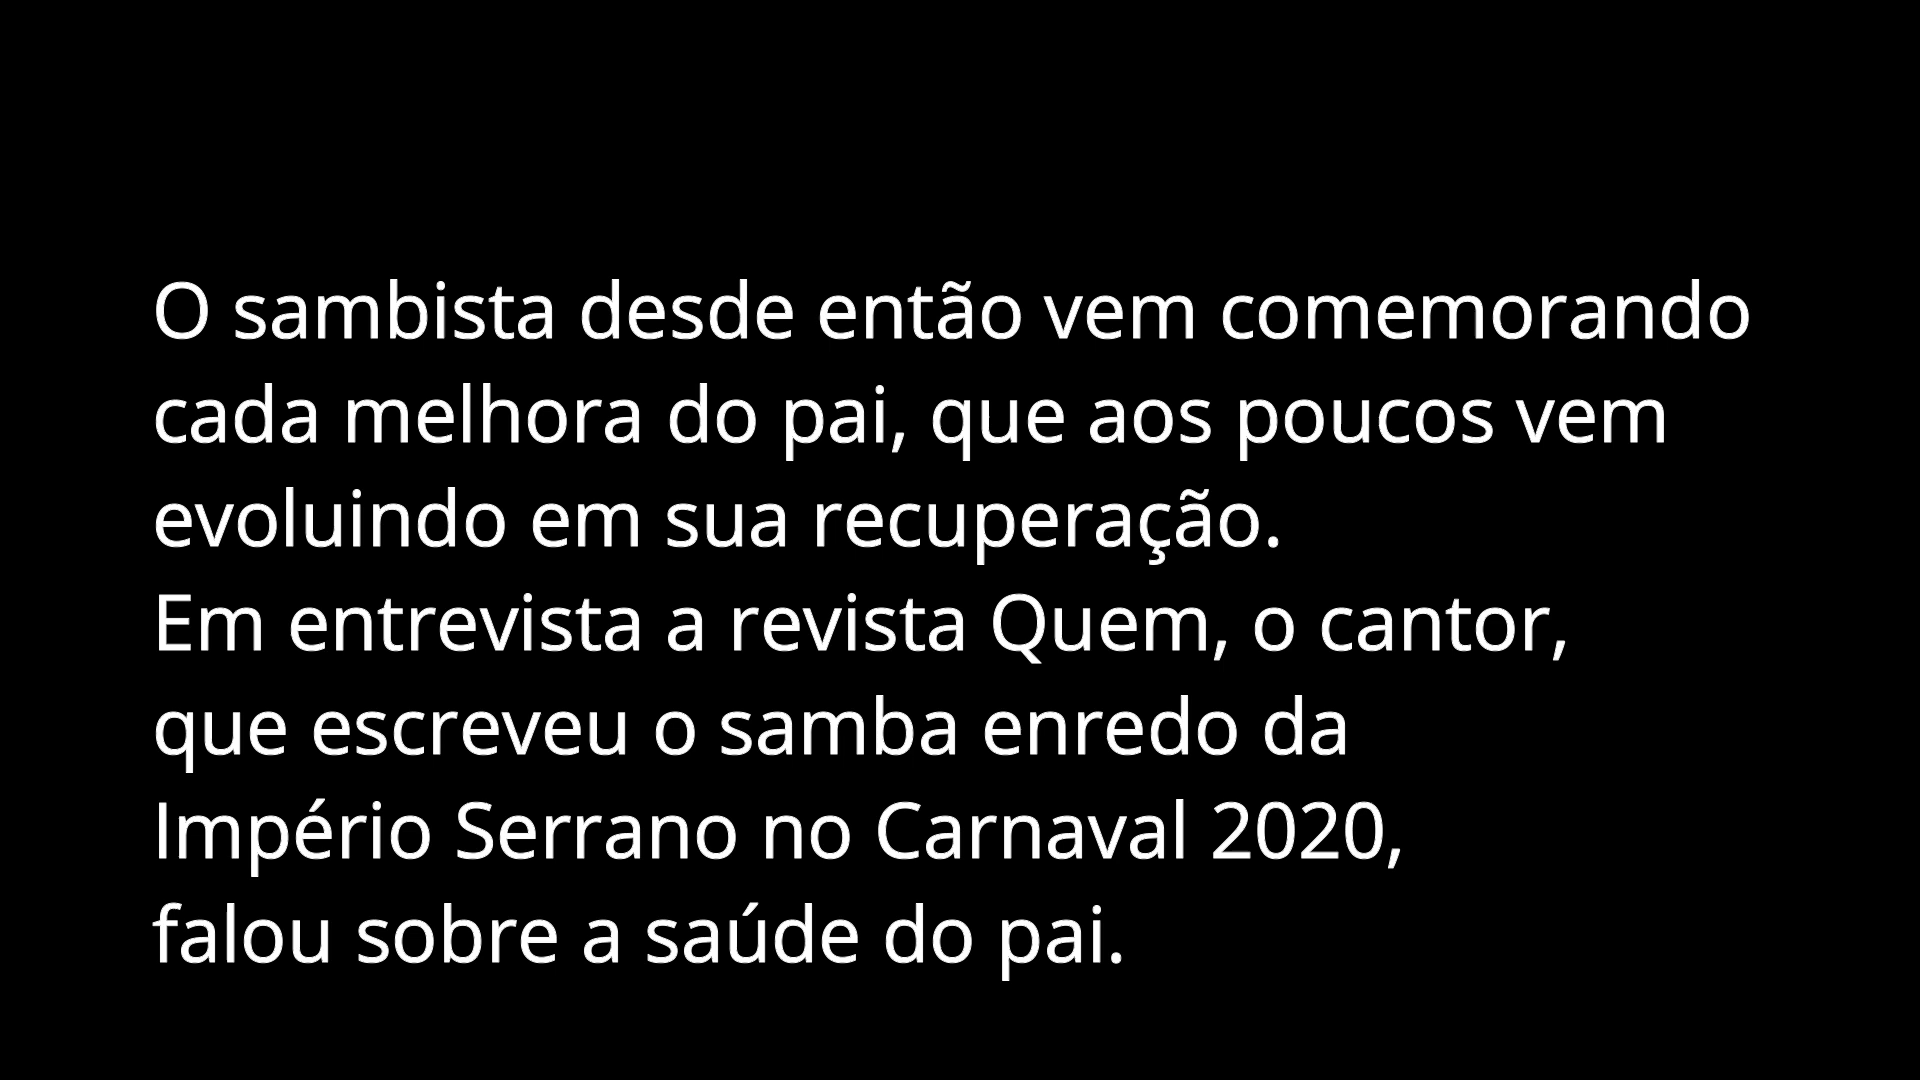 O sambista desde então vem comemorando
cada melhora do pai, que aos poucos vem
evoluindo em sua recuperação.
Em entrevista a revista Quem, o cantor,
que escreveu o samba enredo da
Império Serrano no Carnaval 2020,
falou sobre a saúde do pai.